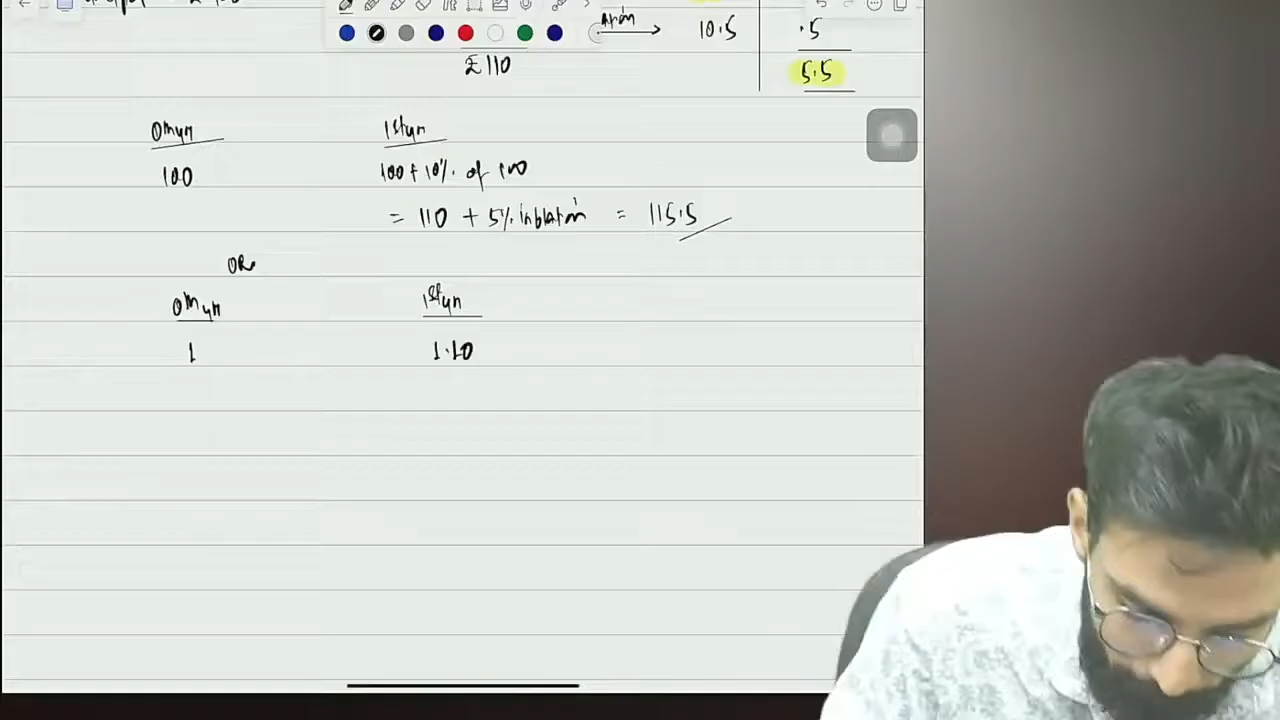 £110
10.5
.5
5.5
0th yr
1st yr
100
100 + 10% of 100
= 110 + 5% inflation = 115.5
OR
0th yr
1st yr
1
1.10